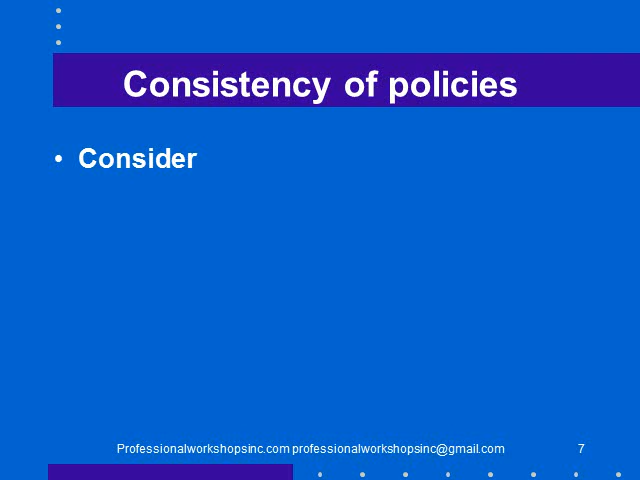 Consistency of policies
• Consider
Professionalworkshopsinc.com professionalworkshopsinc@gmail.com 7